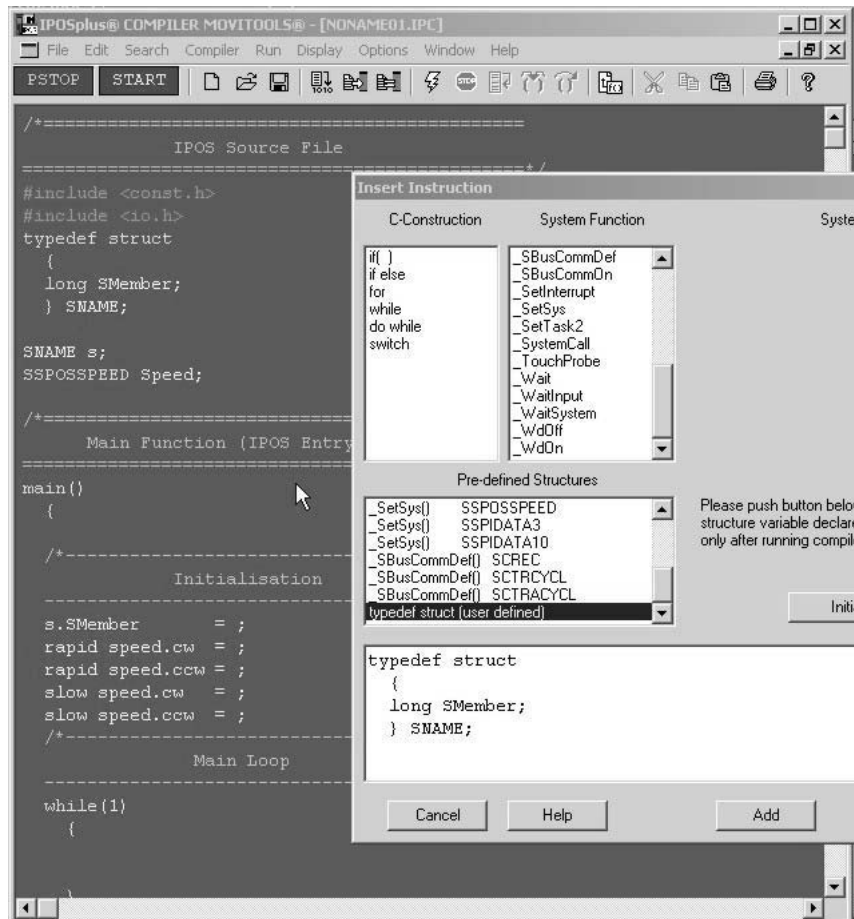 IPOSplus® COMPILER MOVITOOLS® - [NONAME01.IPC]
File Edit Search Compiler Run Display Options Window Help
PSTOP START
/*=============================================
IPOS Source File
===============================================*/
#include <const.h>
#include <io.h>
typedef struct
{
long SMember;
} SNAME;
SNAME s;
SSPOSSPEED Speed;
/*=============================
Main Function (IPOS Entry
===============================
main()
{
/*-----------------------------
Initialisation
-----------------------------
s.SMember = ;
rapid speed.cw = ;
rapid speed.ccw = ;
slow speed.cw = ;
slow speed.ccw = ;
/*-----------------------------
Main Loop
-----------------------------
while(1)
{
}
Insert Instruction
C-Construction System Function Syste
if( )
if else
for
while
do while
switch
_SBusCommDef
_SBusCommOn
_SetInterrupt
_SetSys
_SetTask2
_SystemCall
_TouchProbe
_Wait
_WaitInput
_WaitSystem
_WdOff
_WdOn
Pre-defined Structures
_SetSys() SSPOSSPEED
_SetSys() SSPIDATA3
_SetSys() SSPIDATA10
_SBusCommDef() SCREC
_SBusCommDef() SCTRCYCL
_SBusCommDef() SCTRACYCL
typedef struct (user defined)
Please push button belo
structure variable declare
only after running compil
Initi
typedef struct
{
long SMember;
} SNAME;
Cancel Help Add